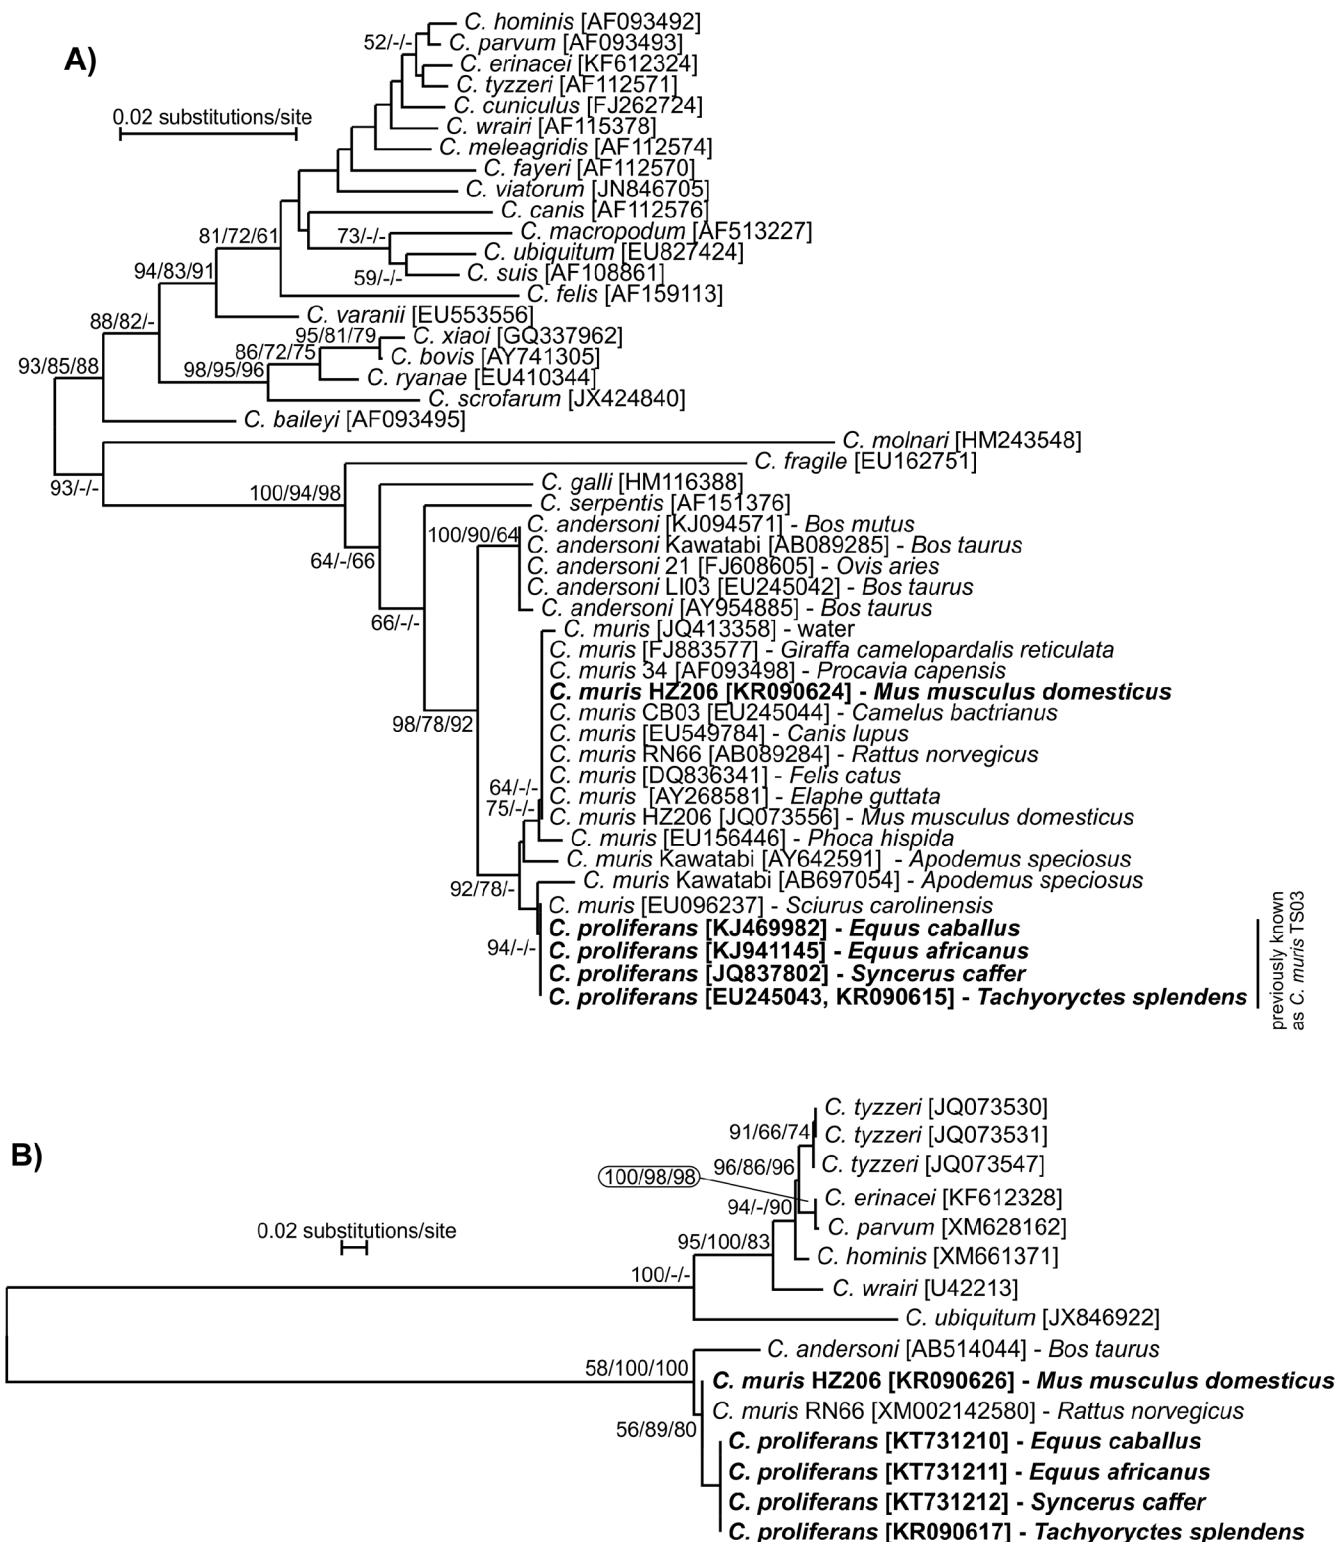 C. hominis [AF093492]
52/-/-
C. parvum [AF093493]
A)
C. erinacei [KF612324]
C. tyzzeri [AF112571]
0.02 substitutions/site
C. cuniculus [FJ262724]
C. wrairi [AF115378]
C. meleagridis [AF112574]
C. fayeri [AF112570]
C. viatorum [JN846705]
C. canis [AF112576]
81/72/61
73/-/-
C. macropodum [AF513227]
C. ubiquitum [EU827424]
94/83/91
59/-/-
C. suis [AF108861]
C. felis [AF159113]
88/82/-
C. varanii [EU553556]
95/81/79
C. xiaoi [GQ337962]
86/72/75
C. bovis [AY741305]
93/85/88
98/95/96
C. ryanae [EU410344]
C. scrofarum [JX424840]
C. baileyi [AF093495]
C. molnari [HM243548]
C. fragile [EU162751]
93/-/-
100/94/98
C. galli [HM116388]
C. serpentis [AF151376]
C. andersoni [KJ094571] - Bos mutus
100/90/64
C. andersoni Kawatabi [AB089285] - Bos taurus
64/-/66
C. andersoni 21 [FJ608605] - Ovis aries
C. andersoni LI03 [EU245042] - Bos taurus
C. andersoni [AY954885] - Bos taurus
66/-/-
C. muris [JQ413358] - water
C. muris [FJ883577] - Giraffa camelopardalis reticulata
C. muris 34 [AF093498] - Procavia capensis
C. muris HZ206 [KR090624] - Mus musculus domesticus
C. muris CB03 [EU245044] - Camelus bactrianus
98/78/92
C. muris [EU549784] - Canis lupus
C. muris RN66 [AB089284] - Rattus norvegicus
C. muris [DQ836341] - Felis catus
64/-/-
C. muris [AY268581] - Elaphe guttata
75/-/-
C. muris HZ206 [JQ073556] - Mus musculus domesticus
C. muris [EU156446] - Phoca hispida
C. muris Kawatabi [AY642591] - Apodemus speciosus
92/78/-
C. muris Kawatabi [AB697054] - Apodemus speciosus
C. muris [EU096237] - Sciurus carolinensis
C. proliferans [KJ469982] - Equus caballus
94/-/-
C. proliferans [KJ941145] - Equus africanus
C. proliferans [JQ837802] - Syncerus caffer
C. proliferans [EU245043, KR090615] - Tachyoryctes splendens
previously known
as C. muris TS03
B)
C. tyzzeri [JQ073530]
91/66/74
C. tyzzeri [JQ073531]
96/86/96
C. tyzzeri [JQ073547]
100/98/98
C. erinacei [KF612328]
94/-/90
C. parvum [XM628162]
0.02 substitutions/site
95/100/83
C. hominis [XM661371]
100/-/-
C. wrairi [U42213]
C. ubiquitum [JX846922]
C. andersoni [AB514044] - Bos taurus
58/100/100
C. muris HZ206 [KR090626] - Mus musculus domesticus
C. muris RN66 [XM002142580] - Rattus norvegicus
56/89/80
C. proliferans [KT731210] - Equus caballus
C. proliferans [KT731211] - Equus africanus
C. proliferans [KT731212] - Syncerus caffer
C. proliferans [KR090617] - Tachyoryctes splendens